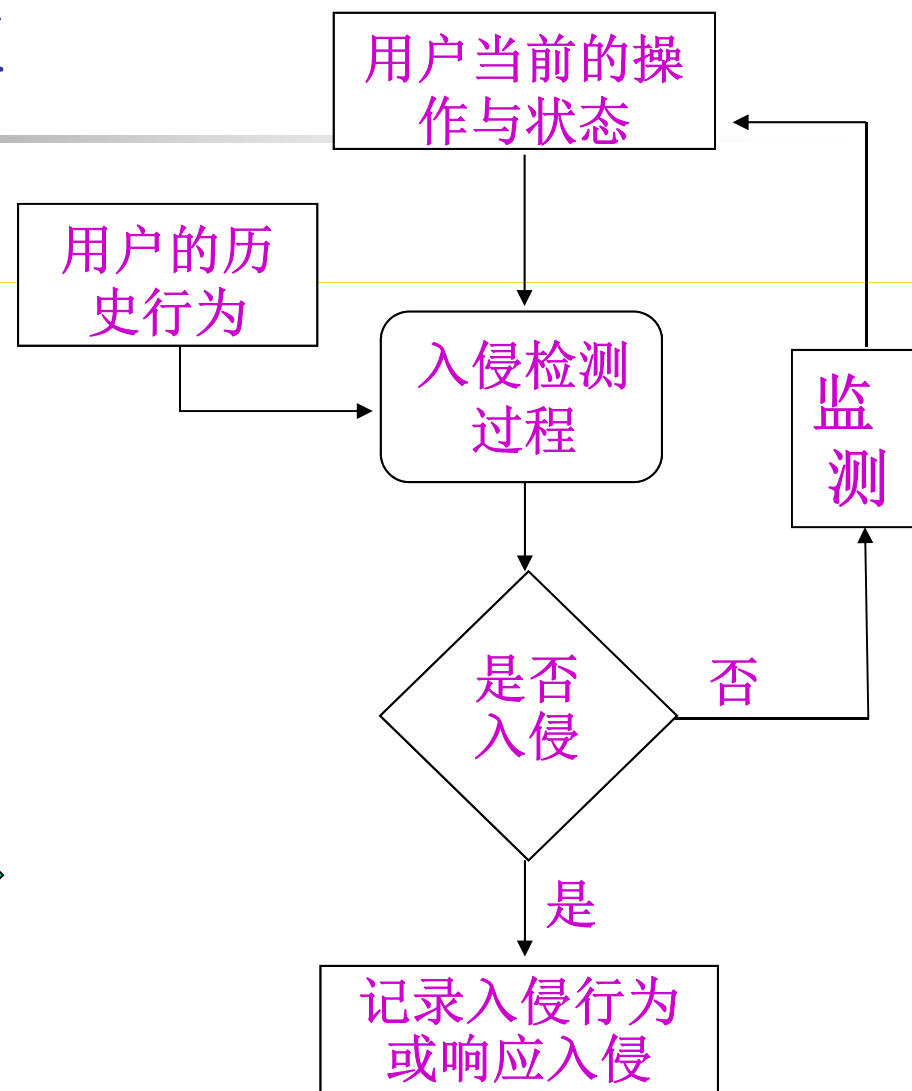 用户当前的操
作与状态
用户的历
史行为
入侵检测
过程
监
测
是否
入侵
否
是
记录入侵行为
或响应入侵